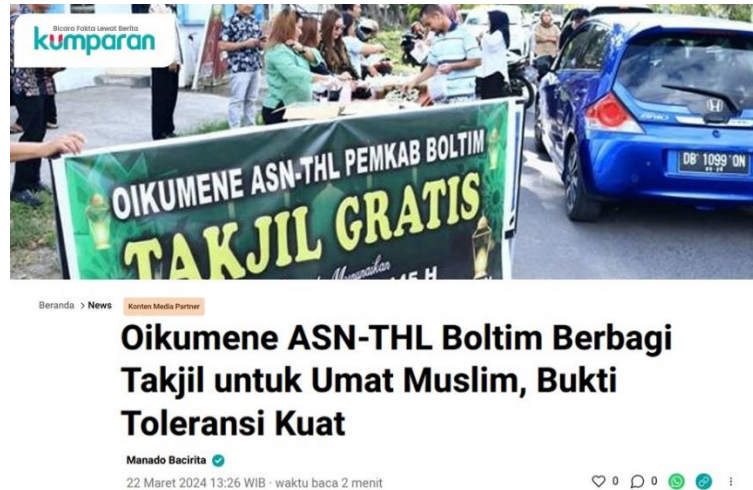 Bicara Fakta Lewat Berita
kumparan
OIKUMENE ASN-THL PEMKAB BOLTIM
TAKJIL GRATIS
Menunaikan
H
DB 1099 ON
Beranda > News Konten Media Partner
Oikumene ASN-THL Boltim Berbagi
Takjil untuk Umat Muslim, Bukti
Toleransi Kuat
Manado Bacirita
22 Maret 2024 13:26 WIB · waktu baca 2 menit
0 0